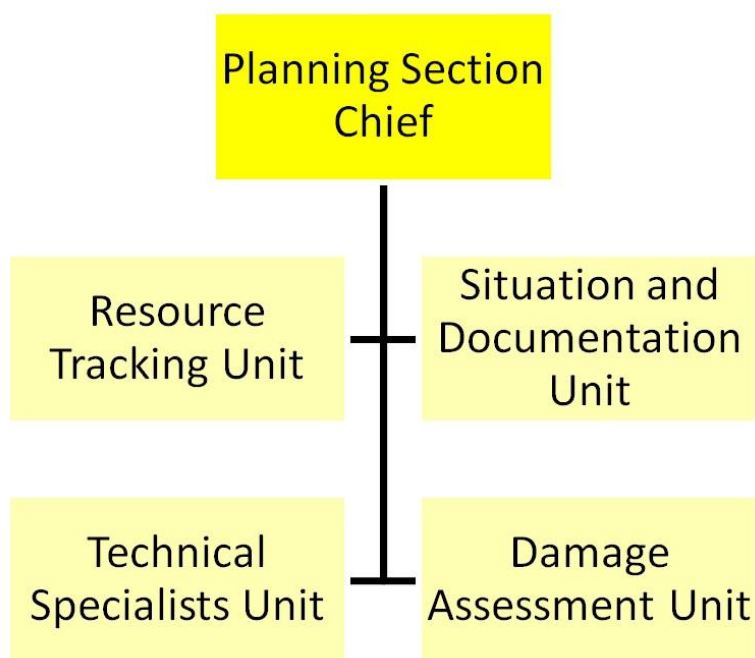 Planning Section
Chief
Resource
Tracking Unit
Situation and
Documentation
Unit
Technical
Specialists Unit
Damage
Assessment Unit